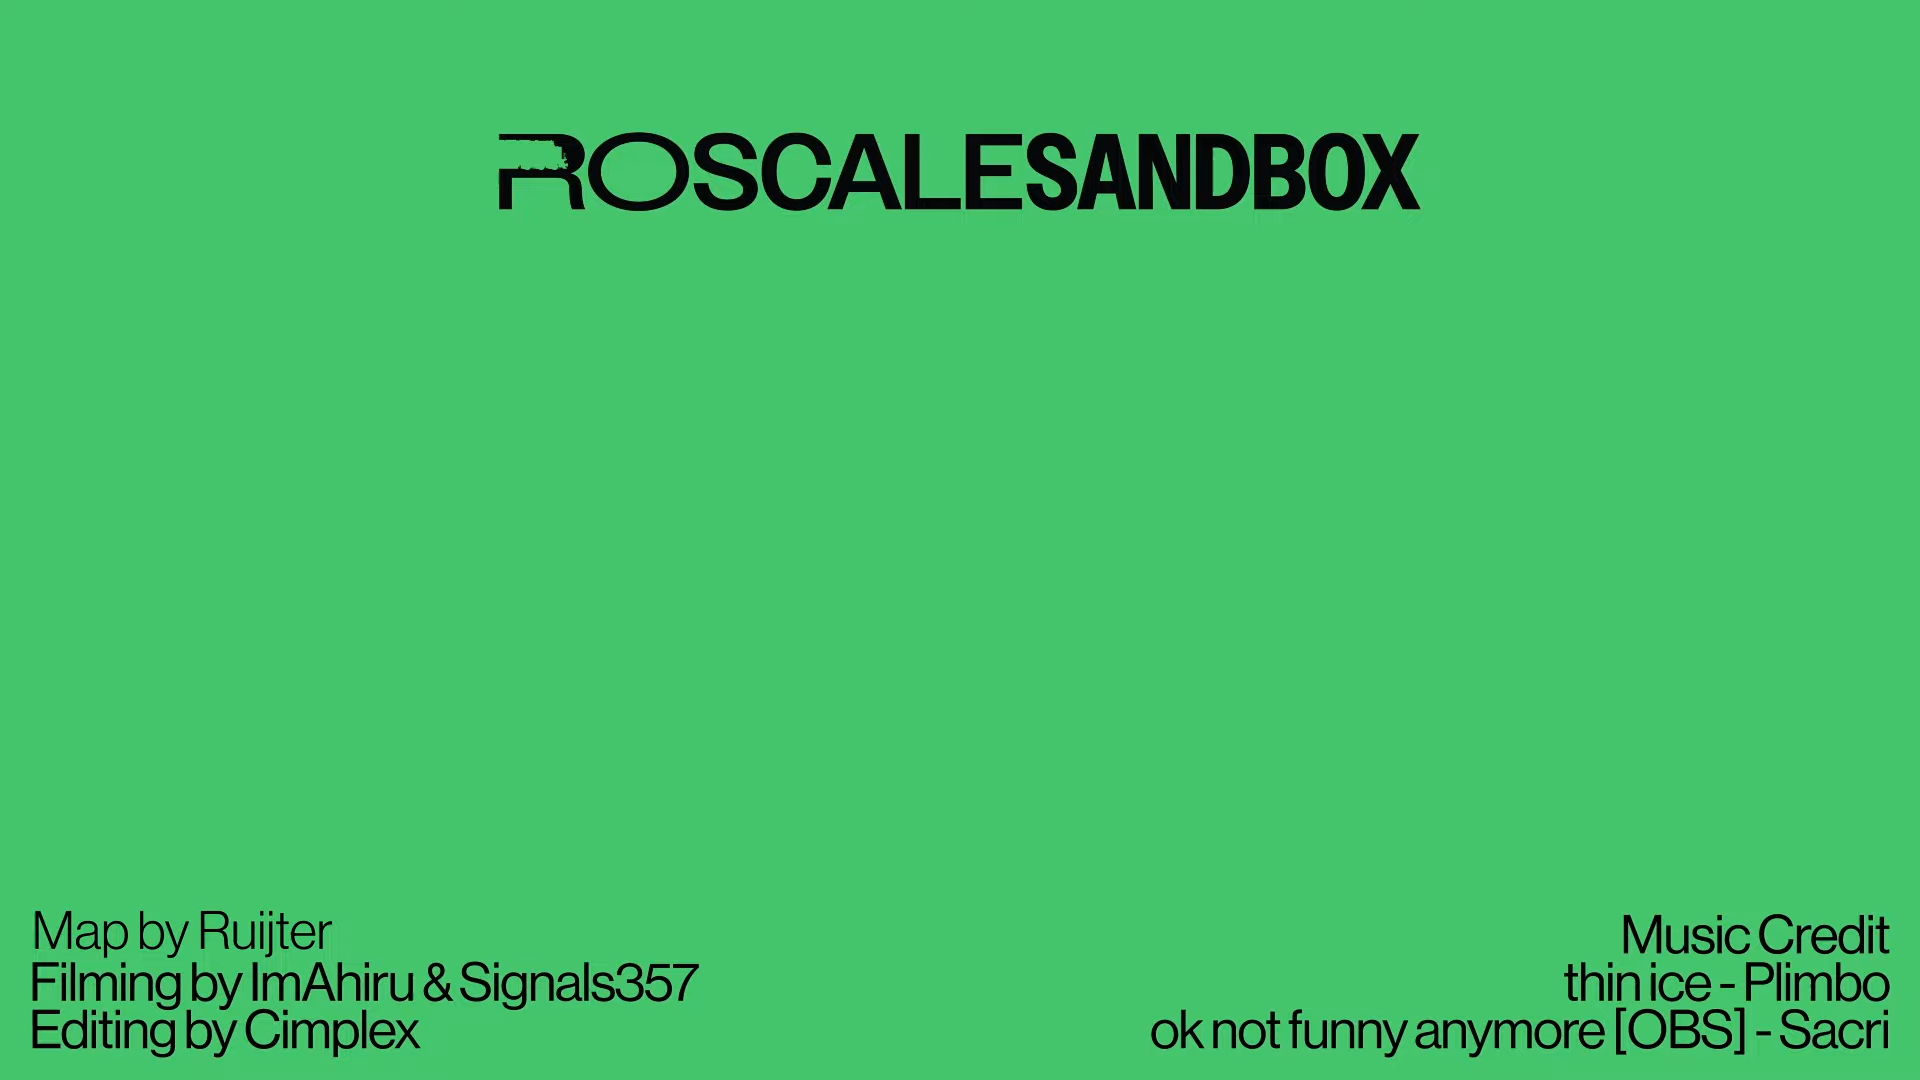 ROSCALESANDBOX
Map by Ruijter
Filming by ImAhiru & Signals357
Editing by Cimplex
Music Credit
thin ice - Plimbo
ok not funny anymore [OBS] - Sacri